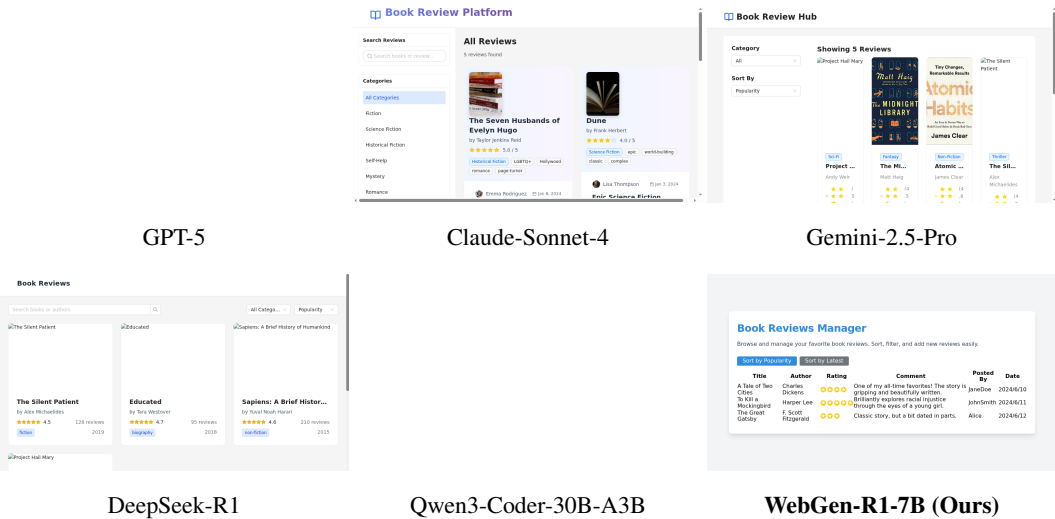 Book Review Platform
Search Reviews
Search books or review...
Categories
All Categories
Fiction
Science Fiction
Historical Fiction
Self-Help
Mystery
Romance
All Reviews
5 reviews found
The Seven Husbands of
Evelyn Hugo
by Taylor Jenkins Reid
5.0 / 5
Historical Fiction LGBTQ+ Hollywood
romance page-turner
Emma Rodriguez Jan 8, 2024
Dune
by Frank Herbert
4.0 / 5
Science Fiction epic world-building
classic complex
Lisa Thompson Jan 3, 2024
Epic Science Fiction
Book Review Hub
Category
All
Sort By
Popularity
Showing 5 Reviews
Project Hail Mary
Sci-Fi
Project ...
Andy Weir
Matt Haig
THE MIDNIGHT
LIBRARY
Fantasy
The Mi...
Matt Haig
Tiny Changes,
Remarkable Results
Atomic
Habits
James Clear
Non-Fiction
Atomic ...
James Clear
The Silent
Patient
Thriller
The Sil...
Alex
Michaelides
GPT-5
Claude-Sonnet-4
Gemini-2.5-Pro
Book Reviews
Search books or authors
All Catego...
Popularity
The Silent Patient
The Silent Patient
by Alex Michaelides
4.5 128 reviews
fiction 2019
Educated
Educated
by Tara Westover
4.7 95 reviews
biography 2018
Sapiens: A Brief History of Humankind
Sapiens: A Brief Histor...
by Yuval Noah Harari
4.6 210 reviews
non-fiction 2015
Project Hail Mary
Book Reviews Manager
Browse and manage your favorite book reviews. Sort, filter, and add new reviews easily.
Sort by Popularity Sort by Latest
Title Author Rating Comment Posted By Date
A Tale of Two Cities Charles Dickens One of my all-time favorites! The story is gripping and beautifully written. JaneDoe 2024/6/10
To Kill a Mockingbird Harper Lee Brilliantly explores racial injustice through the eyes of a young girl. JohnSmith 2024/6/11
The Great Gatsby F. Scott Fitzgerald Classic story, but a bit dated in parts. Alice 2024/6/12
DeepSeek-R1
Qwen3-Coder-30B-A3B
WebGen-R1-7B (Ours)